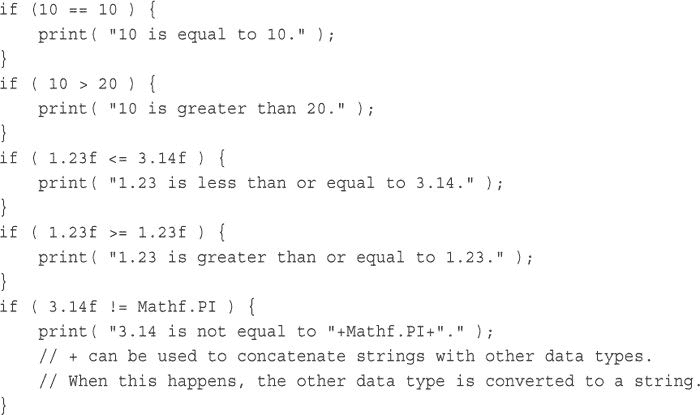 if (10 == 10 ) {
    print( "10 is equal to 10." );
}
if ( 10 > 20 ) {
    print( "10 is greater than 20." );
}
if ( 1.23f <= 3.14f ) {
    print( "1.23 is less than or equal to 3.14." );
}
if ( 1.23f >= 1.23f ) {
    print( "1.23 is greater than or equal to 1.23." );
}
if ( 3.14f != Mathf.PI ) {
    print( "3.14 is not equal to "+Mathf.PI+"." );
    // + can be used to concatenate strings with other data types.
    // When this happens, the other data type is converted to a string.
}